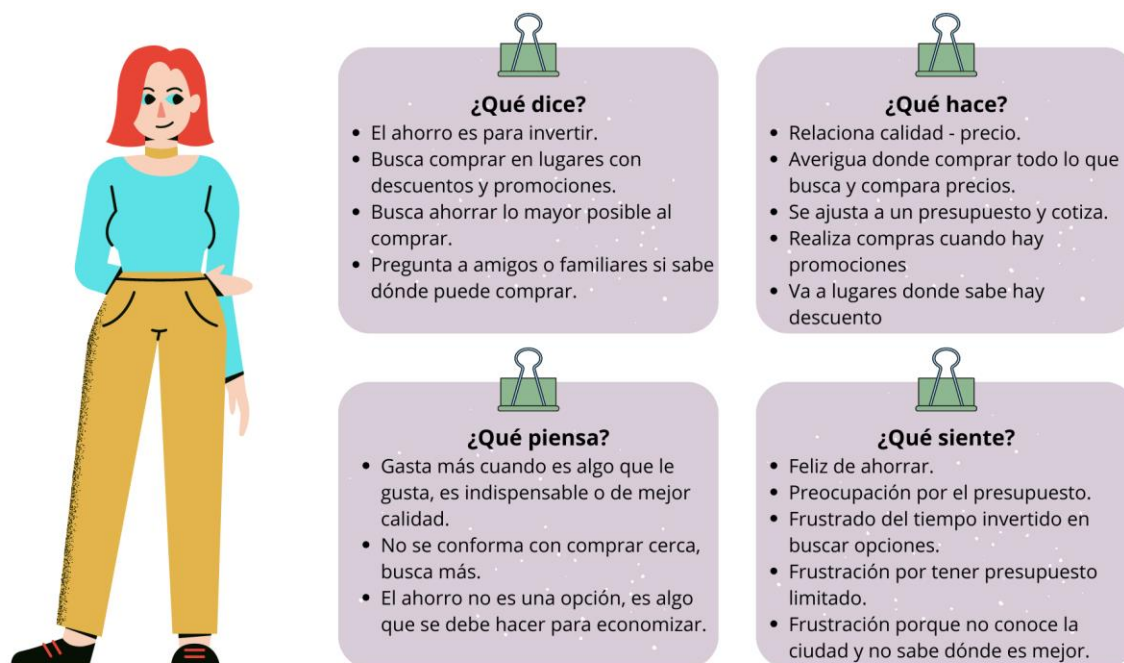 ¿Qué dice?
• El ahorro es para invertir.
• Busca comprar en lugares con
descuentos y promociones.
• Busca ahorrar lo mayor posible al
comprar.
• Pregunta a amigos o familiares si sabe
dónde puede comprar.
¿Qué hace?
• Relaciona calidad - precio.
• Averigua donde comprar todo lo que
busca y compara precios.
• Se ajusta a un presupuesto y cotiza.
• Realiza compras cuando hay
promociones
• Va a lugares donde sabe hay
descuento
¿Qué piensa?
• Gasta más cuando es algo que le
gusta, es indispensable o de mejor
calidad.
• No se conforma con comprar cerca,
busca más.
• El ahorro no es una opción, es algo
que se debe hacer para economizar.
¿Qué siente?
• Feliz de ahorrar.
• Preocupación por el presupuesto.
• Frustrado del tiempo invertido en
buscar opciones.
• Frustración por tener presupuesto
limitado.
• Frustración porque no conoce la
ciudad y no sabe dónde es mejor.